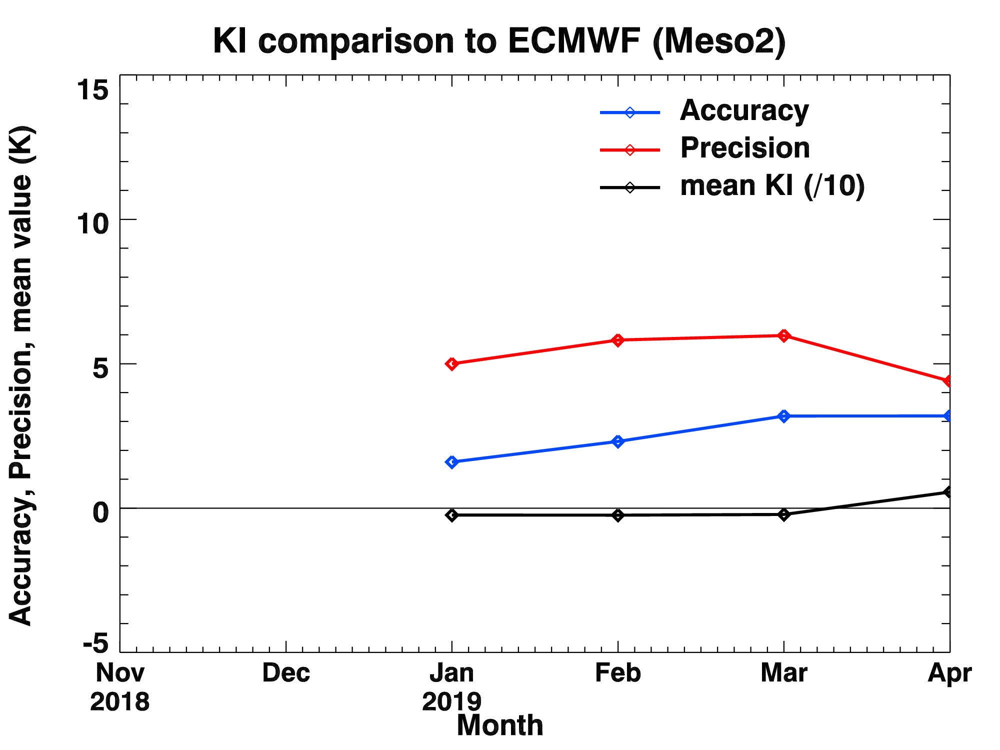 KI comparison to ECMWF (Meso2)
15
10
5
0
-5
Accuracy, Precision, mean value (K)
Accuracy
Precision
mean KI (/10)
Nov Dec Jan Feb Mar Apr
2018 2019
Month